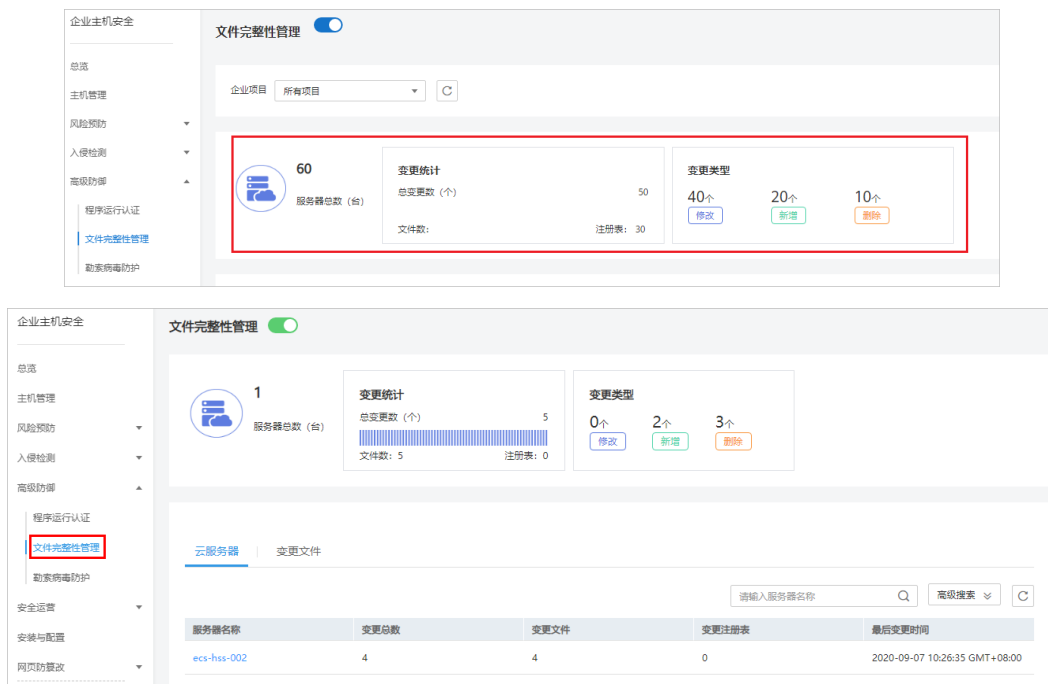 企业主机安全
文件完整性管理
总览
主机管理
风险预防
入侵检测
高级防御
程序运行认证
文件完整性管理
勒索病毒防护
企业项目 所有项目
60
服务器总数（台）
变更统计
总变更数（个） 50
文件数: 注册表: 30
变更类型
40个 20个 10个
修改 新增 删除
企业主机安全
文件完整性管理
总览
主机管理
风险预防
入侵检测
高级防御
程序运行认证
文件完整性管理
勒索病毒防护
安全运营
安装与配置
网页防篡改
1
服务器总数（台）
变更统计
总变更数（个） 5
文件数: 5 注册表: 0
变更类型
0个 2个 3个
修改 新增 删除
云服务器 变更文件
请输入服务器名称 高级搜索
服务器名称 变更总数 变更文件 变更注册表 最后变更时间
ecs-hss-002 4 4 0 2020-09-07 10:26:35 GMT+08:00